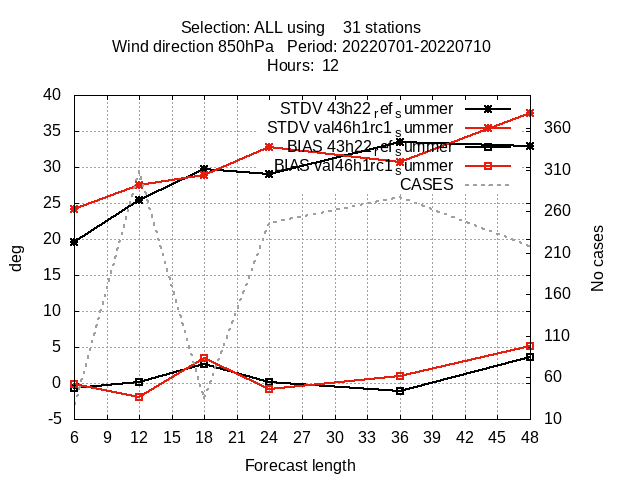 Selection: ALL using    31 stations
Wind direction 850hPa   Period: 20220701-20220710
Hours:  12
STDV 43h22_ref_summer
STDV val46h1rc1_summer
BIAS 43h22_ref_summer
BIAS val46h1rc1_summer
CASES
40
35
30
25
20
15
10
5
0
-5
deg
360
310
260
210
160
110
60
10
No cases
6 9 12 15 18 21 24 27 30 33 36 39 42 45 48
Forecast length